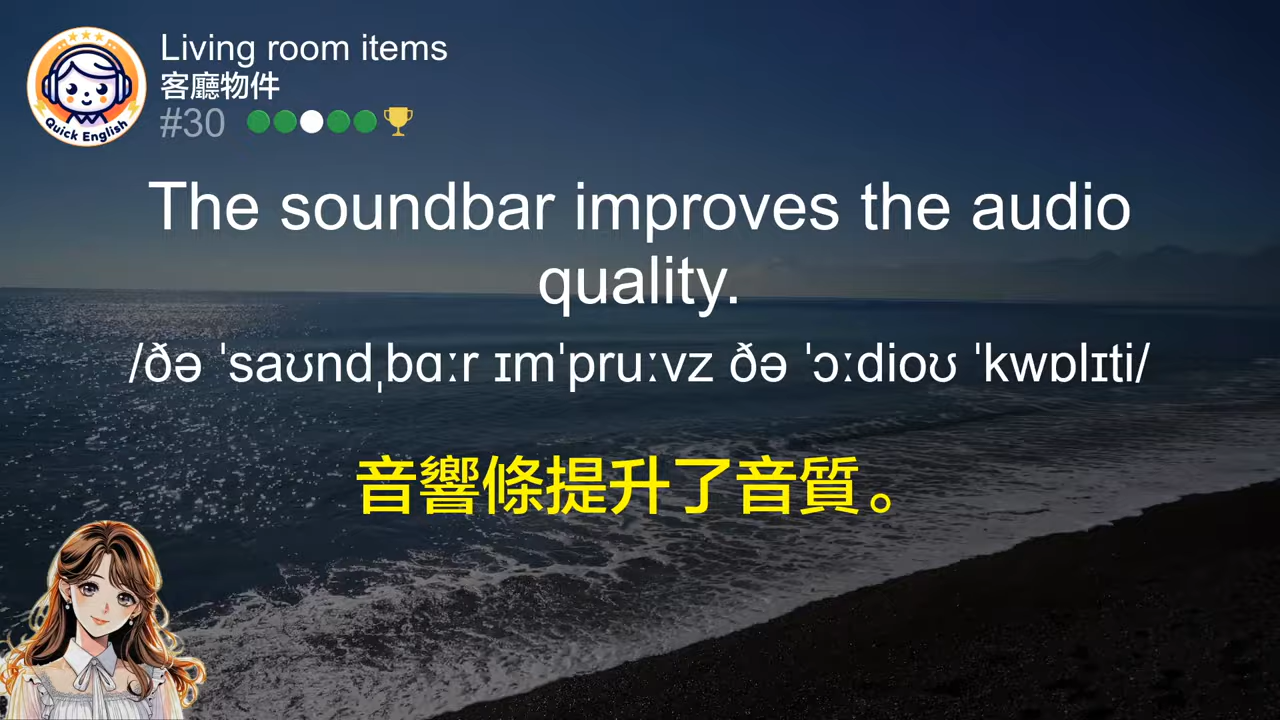 Living room items
客廳物件
#30
Quick English
The soundbar improves the audio
quality.
/ðə ˈsaʊndˌbɑːr ɪmˈpruːvz ðə ˈɔːdioʊ ˈkwɒlɪti/
音響條提升了音質。